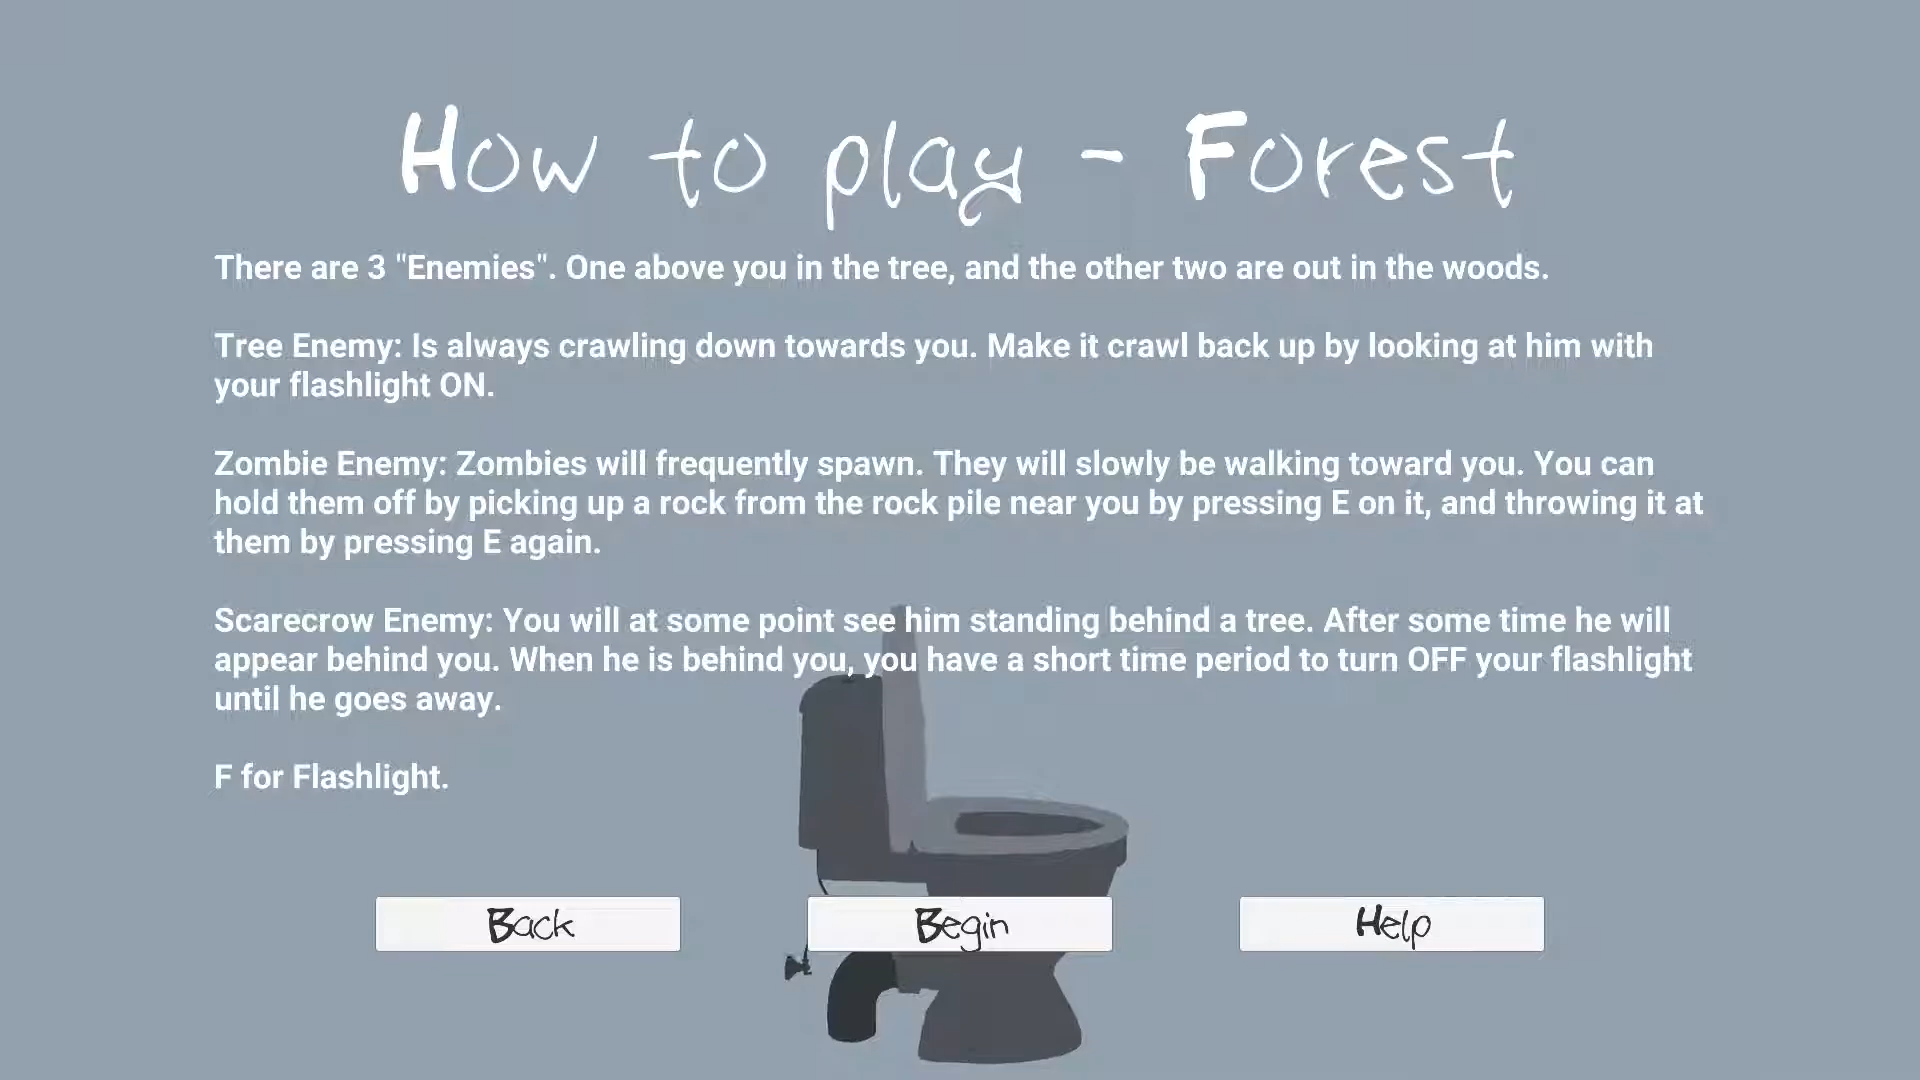 How to play - Forest
There are 3 "Enemies". One above you in the tree, and the other two are out in the woods.
Tree Enemy: Is always crawling down towards you. Make it crawl back up by looking at him with
your flashlight ON.
Zombie Enemy: Zombies will frequently spawn. They will slowly be walking toward you. You can
hold them off by picking up a rock from the rock pile near you by pressing E on it, and throwing it at
them by pressing E again.
Scarecrow Enemy: You will at some point see him standing behind a tree. After some time he will
appear behind you. When he is behind you, you have a short time period to turn OFF your flashlight
until he goes away.
F for Flashlight.
Back
Begin
Help